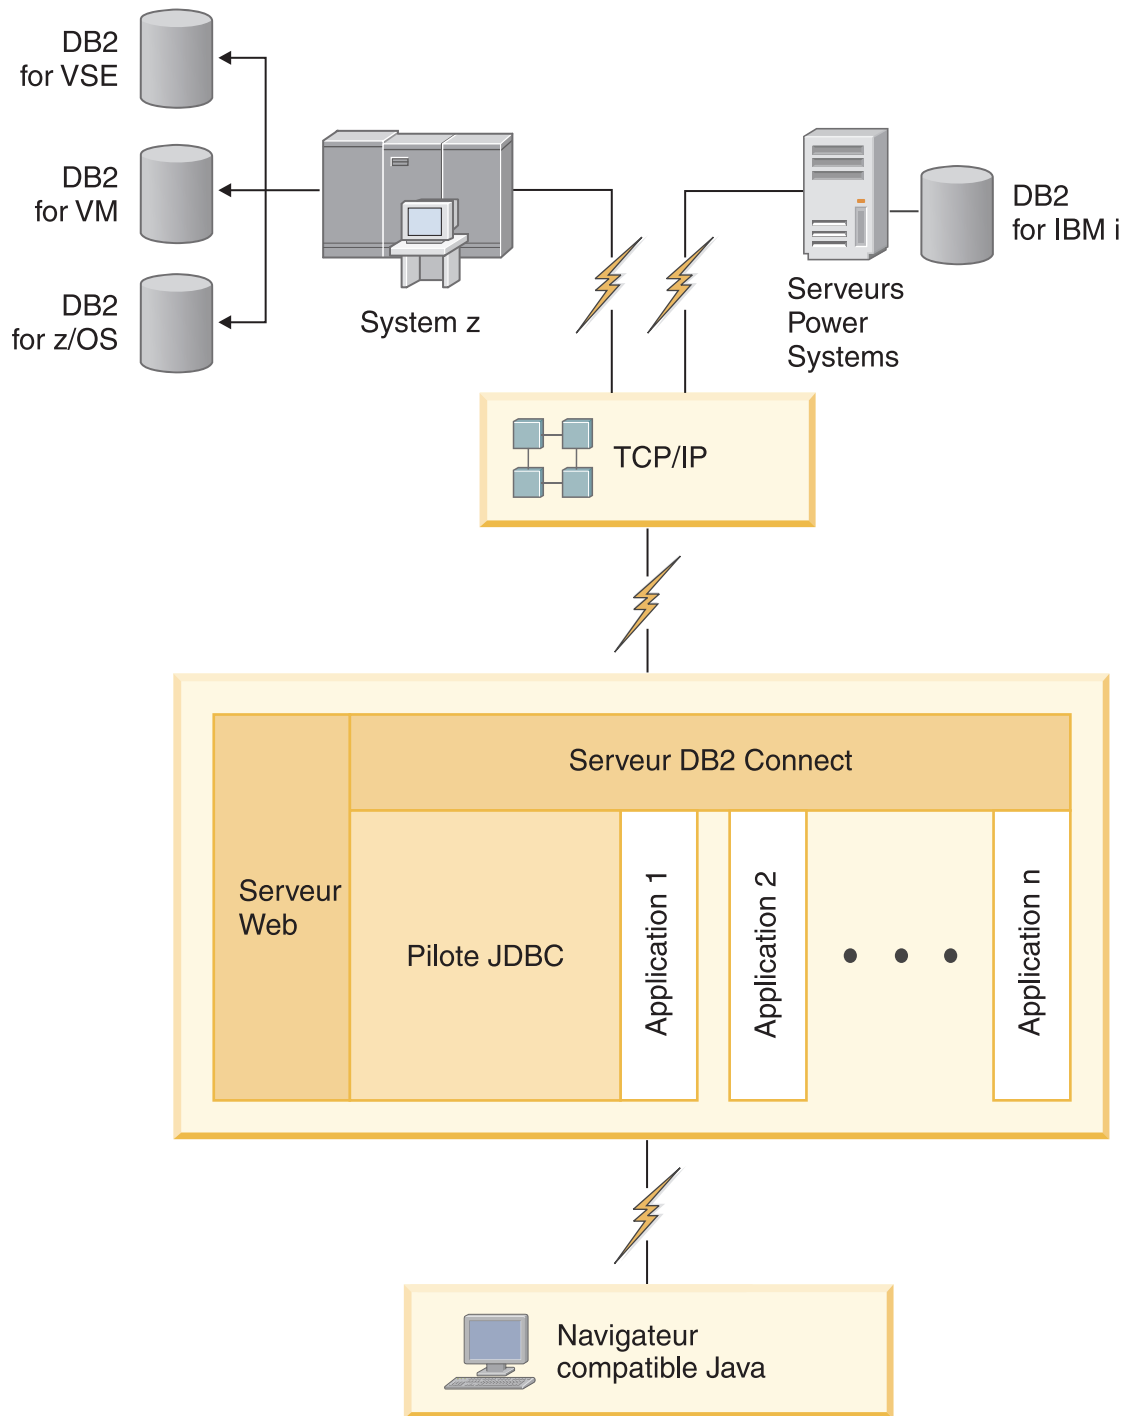 DB2
for VSE
DB2
for VM
DB2
for z/OS
System z
Serveurs
Power
Systems
DB2
for IBM i
TCP/IP
Serveur DB2 Connect
Serveur
Web
Pilote JDBC
Application 1
Application 2
Application n
Navigateur
compatible Java